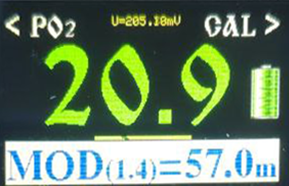 < PO2 U=205.18mV CAL >
20.9
MOD(1.4)=57.0m